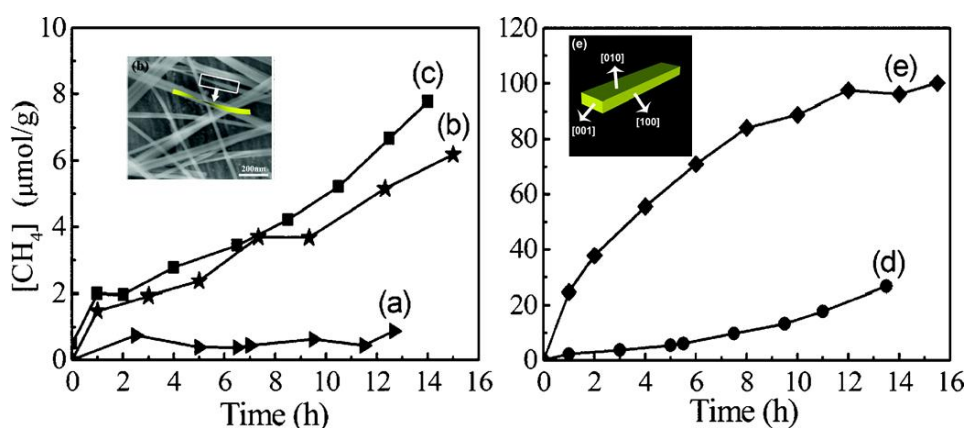 [CH₄] (μmol/g)
10
8
6
4
2
0
0 2 4 6 8 10 12 14 16
Time (h)
(b)
200nm
(c)
(b)
(a)
120
100
80
60
40
20
0
0 2 4 6 8 10 12 14 16
Time (h)
(e)
[010]
[001]
[100]
(e)
(d)